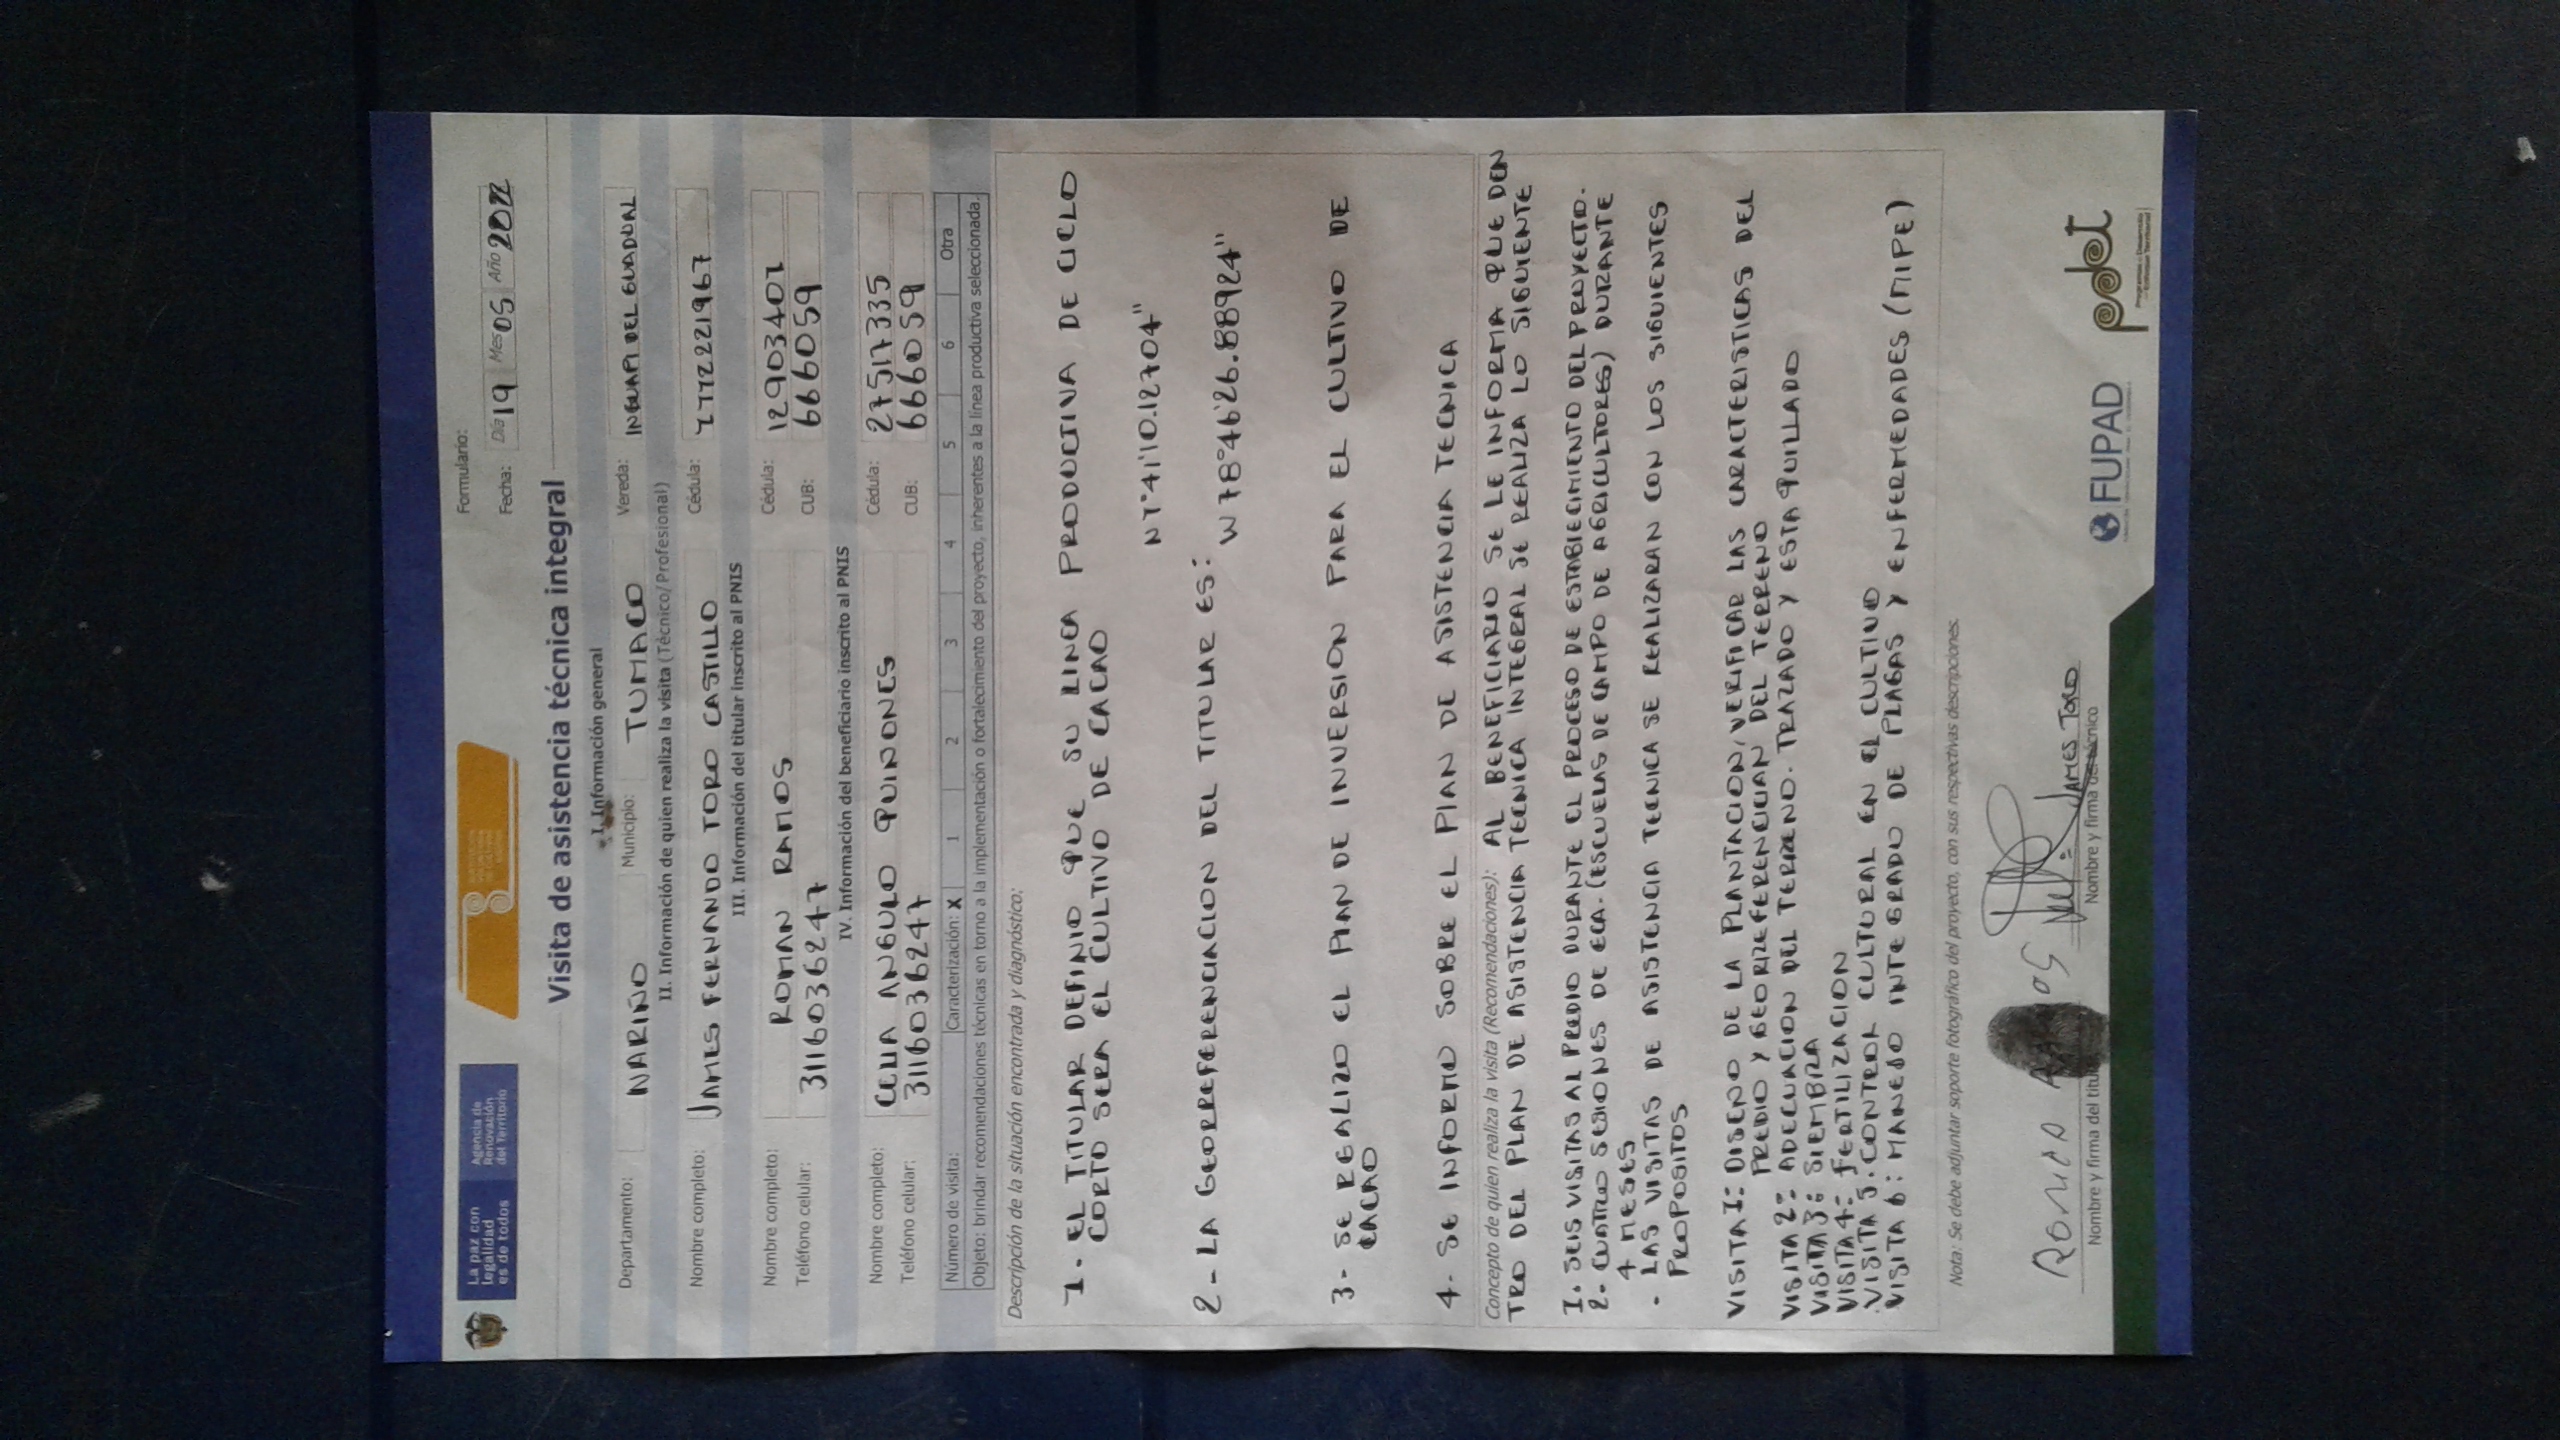 La paz con
legalidad
es de todos
Agencia de
Renovación
del Territorio
Formulario:
Fecha: Día 19 Mes 05 Año 2022
Visita de asistencia técnica integral
I. Información general
Departamento: NARIÑO Municipio: TUMACO Vereda: INGUAPI DEL GUADUAL
II. Información de quien realiza la visita (Técnico/Profesional)
Nombre completo: JAMES FERNANDO TORO CASTILLO Cédula:
III. Información del titular inscrito al PNIS
Nombre completo: ROMAN RAMOS Cédula: 12903401
Teléfono celular: 3116036247 CUB: 666059
IV. Información del beneficiario inscrito al PNIS
Nombre completo: CELIA ANGULO QUINONES Cédula: 27517335
Teléfono celular: 3116036247 CUB: 666059
Número de visita: Caracterización: X 1 2 3 4 5 6 Otra
Objeto: brindar recomendaciones técnicas en torno a la implementación o fortalecimiento del proyecto, inherentes a la línea productiva seleccionada.
Descripción de la situación encontrada y diagnóstico:
1. EL TITULAR DEFINIO QUE SU LINEA PRODUCTIVA DE CICLO
CORTO SERA EL CULTIVO DE CACAO
N 1°41'10.12704"
2- LA GEORREFERENCIACION DEL TITULAR ES:
W 78°46'26.88924"
3- SE REGALIZO EL PLAN DE INVERSION PARA EL CULTIVO DE
CACAO
4- SE INFORMO SOBRE EL PLAN DE ASISTENCIA TECNICA
Concepto de quien realiza la visita (Recomendaciones): AL BENEFICIARIO SE LE INFORMA QUE DEN
TRO DEL PLAN DE ASISTENCIA TECNICA INTEGRAL SE REALIZA LO SIGUIENTE
1. SEIS VISITAS AL PREDIO DURANTE EL PROCESO DE ESTABLECIMIENTO DEL PROYECTO.
2. CUATRO SESIONES DE ECA. (ESCUELAS DE CAMPO DE AGRICULTORES) DURANTE
4 MESES
- LAS VISITAS DE ASISTENCIA TECNICA SE REALIZARAN CON LOS SIGUIENTES
PROPOSITOS
VISITA 1: DISENO DE LA PLANTACION, VERIFICAR LAS CARACTERISTICAS DEL
PREDIO Y GEORIZEFERENCIAN DEL TERRENO
VISITA 2: ADECUACION DEL TERRENO. TRAZADO Y ESTAQUILLADO
VISITA 3: SIEMBRA
VISITA 4: FERTILIZACION
VISITA 5. CONTROL CULTURAL EN EL CULTIVO
VISITA 6: MANEJO INTEGRADO DE PLAGAS Y ENFERMEDADES (MIPE)
Nota: Se debe adjuntar soporte fotográfico del proyecto, con sus respectivas descripciones.
JAMES TORO
Nombre y firma del titu Nombre y firma del técnico
FUPAD
pdet
Programas de Desarrollo
con Enfoque Territorial